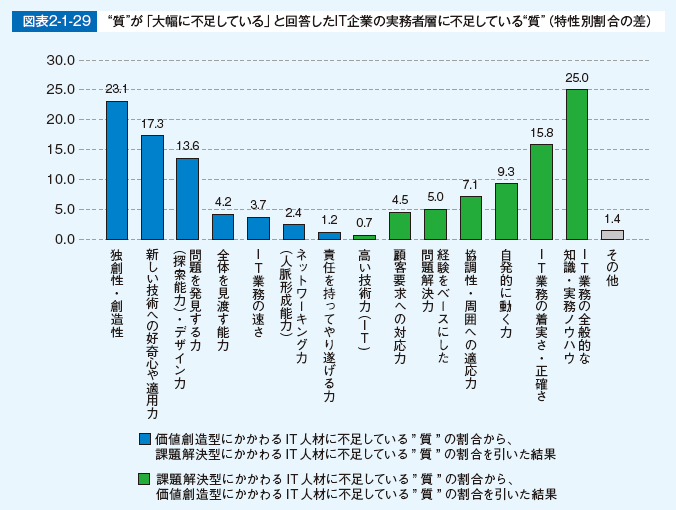 図表2-1-29
“質”が「大幅に不足している」と回答したIT企業の実務者層に不足している“質”（特性別割合の差）
30.0
25.0
20.0
15.0
10.0
5.0
0.0
23.1
17.3
13.6
4.2
3.7
2.4
1.2
0.7
4.5
5.0
7.1
9.3
15.8
25.0
1.4
独創性・創造性
新しい技術への好奇心や適用力
問題を発見する力
（探索能力）・デザイン力
全体を見渡す能力
IT業務の速さ
ネットワーキング力
（人脈形成能力）
責任を持ってやり遂げる力
高い技術力（IT）
顧客要求への対応力
経験をベースにした
問題解決力
協調性・周囲への適応力
自発的に動く力
IT業務の着実さ・正確さ
IT業務の全般的な
知識・実務ノウハウ
その他
価値創造型にかかわるIT人材に不足している”質”の割合から、
課題解決型にかかわるIT人材に不足している”質”の割合を引いた結果
課題解決型にかかわるIT人材に不足している”質”の割合から、
価値創造型にかかわるIT人材に不足している”質”の割合を引いた結果